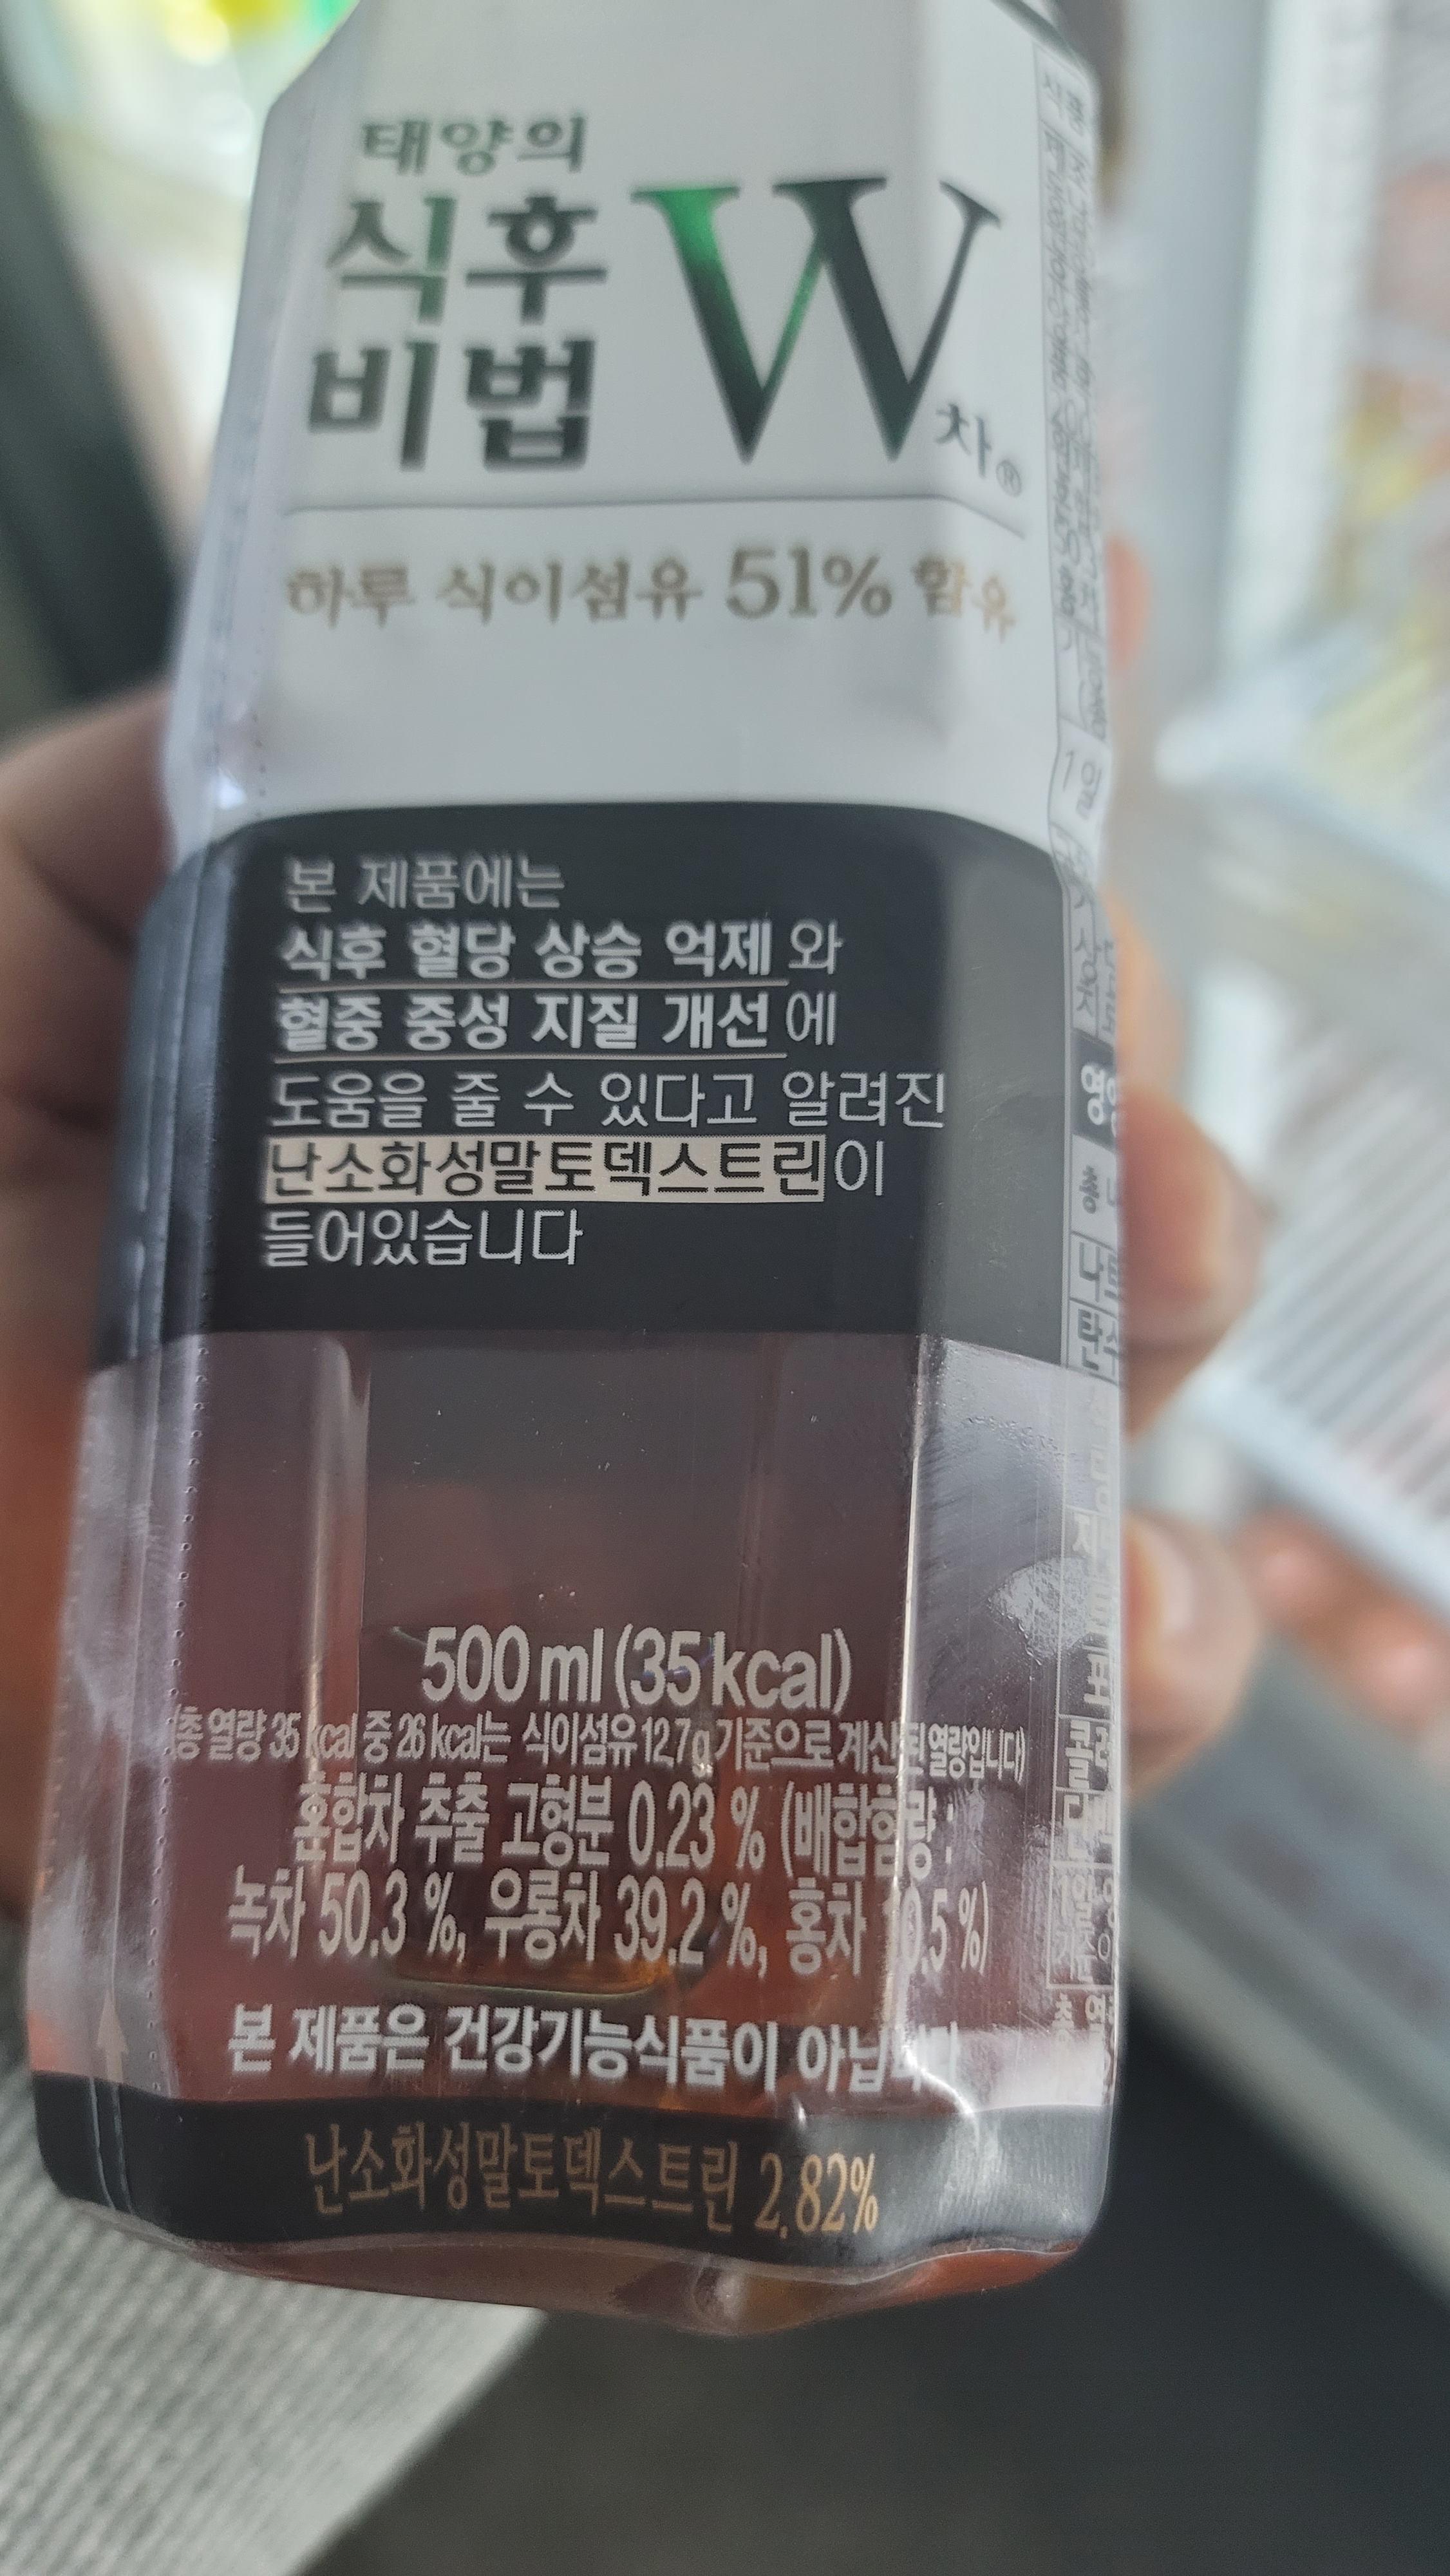 태양의
식후
비법 W차®
하루 식이섬유 51% 함유
본 제품에는
식후 혈당 상승 억제와
혈중 중성 지질 개선에
도움을 줄 수 있다고 알려진
난소화성말토덱스트린이
들어있습니다
500 ml (35 kcal)
(총 열량 35 kcal 중 26 kcal는 식이섬유 12.7g 기준으로 계산된 열량입니다)
혼합차 추출 고형분 0.23 % (배합함량 :
녹차 50.3 %, 우롱차 39.2 %, 홍차 10.5 %)
본 제품은 건강기능식품이 아닙니다
난소화성말토덱스트린 2.82%